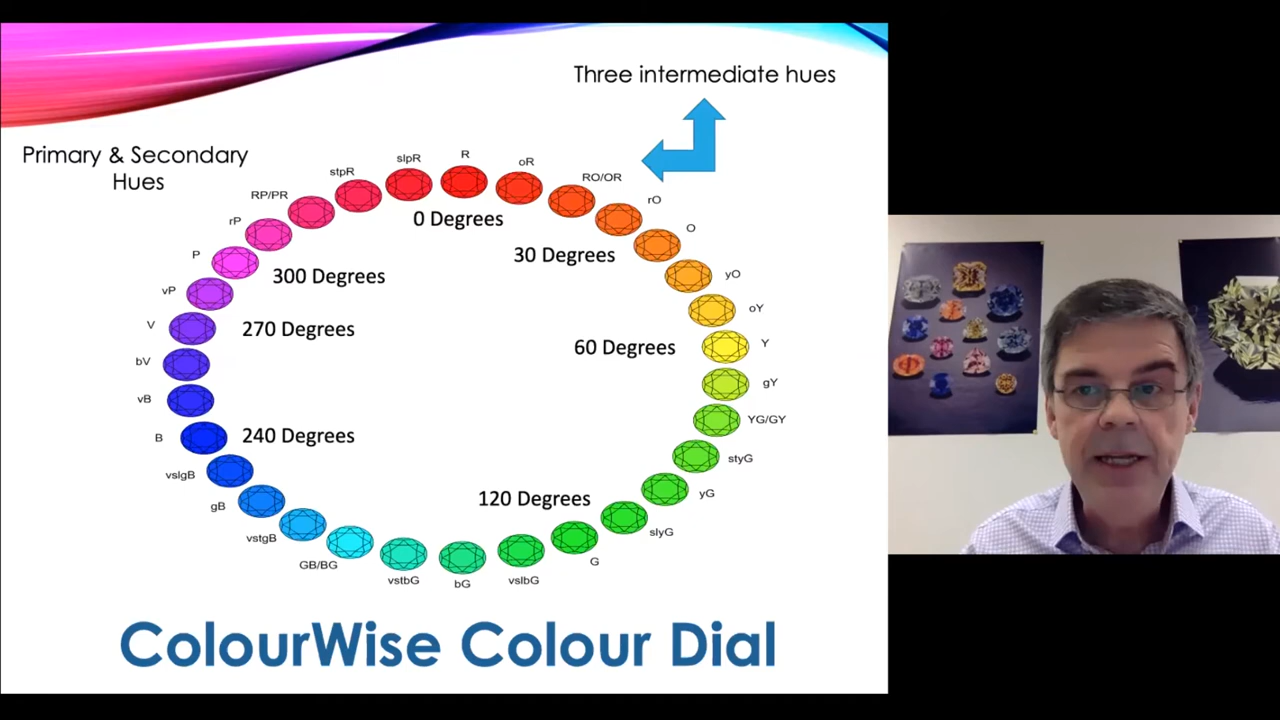 Three intermediate hues
Primary & Secondary
Hues
R
oR
RO/OR
rO
O
yO
oY
Y
gY
YG/GY
styG
yG
slyG
G
vslbG
bG
vstbG
GB/BG
vstgB
gB
vslgB
B
vB
bV
V
vP
P
rP
RP/PR
stpR
slpR
0 Degrees
30 Degrees
60 Degrees
120 Degrees
240 Degrees
270 Degrees
300 Degrees
ColourWise Colour Dial